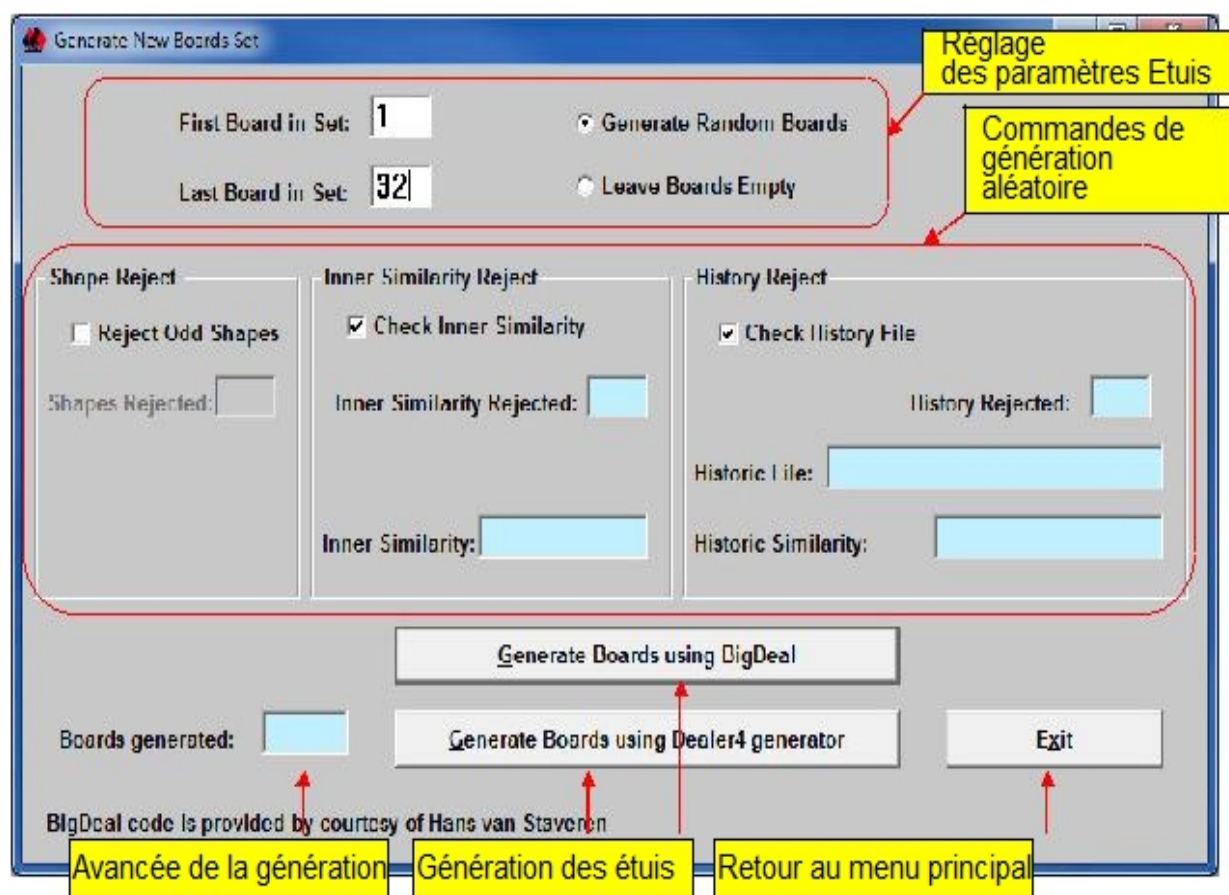 Generate New Boards Set
Réglage
des paramètres Etuis
First Board in Set: 1
Generate Random Boards
Commandes de
génération
aléatoire
Last Board in Set: 32
Leave Boards Empty
Shape Reject
Inner Similarity Reject
History Reject
Reject Odd Shapes
Check Inner Similarity
Check History File
Shapes Rejected:
Inner Similarity Rejected:
History Rejected:
Historic File:
Inner Similarity:
Historic Similarity:
Generate Boards using BigDeal
Boards generated:
Generate Boards using Dealer4 generator
Exit
BigDeal code is provided by courtesy of Hans van Staveren
Avancée de la génération
Génération des étuis
Retour au menu principal